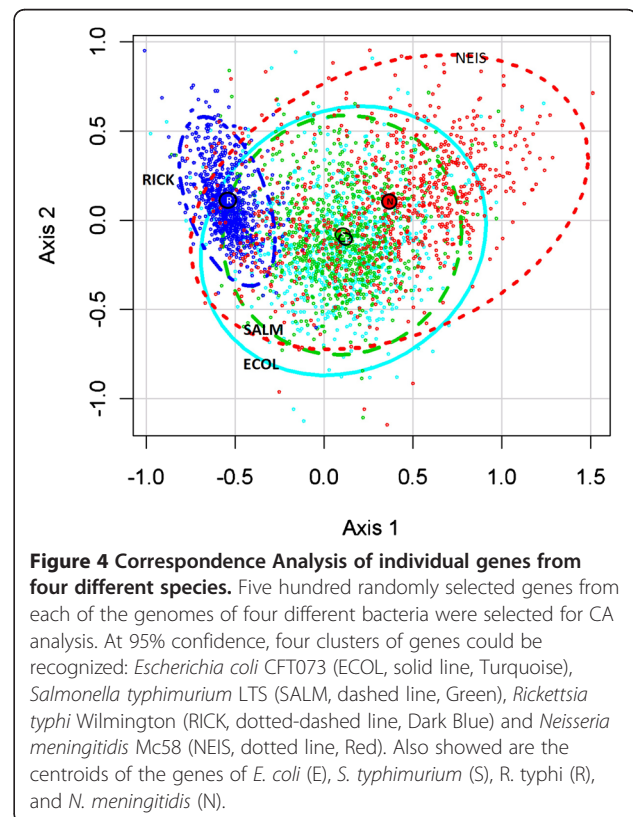 1.0
0.5
0.0
-0.5
-1.0
Axis 2
NEIS
RICK
N
SALM
ECOL
-1.0 -0.5 0.0 0.5 1.0 1.5
Axis 1
Figure 4 Correspondence Analysis of individual genes from
four different species. Five hundred randomly selected genes from
each of the genomes of four different bacteria were selected for CA
analysis. At 95% confidence, four clusters of genes could be
recognized: Escherichia coli CFT073 (ECOL, solid line, Turquoise),
Salmonella typhimurium LTS (SALM, dashed line, Green), Rickettsia
typhi Wilmington (RICK, dotted-dashed line, Dark Blue) and Neisseria
meningitidis Mc58 (NEIS, dotted line, Red). Also showed are the
centroids of the genes of E. coli (E), S. typhimurium (S), R. typhi (R),
and N. meningitidis (N).